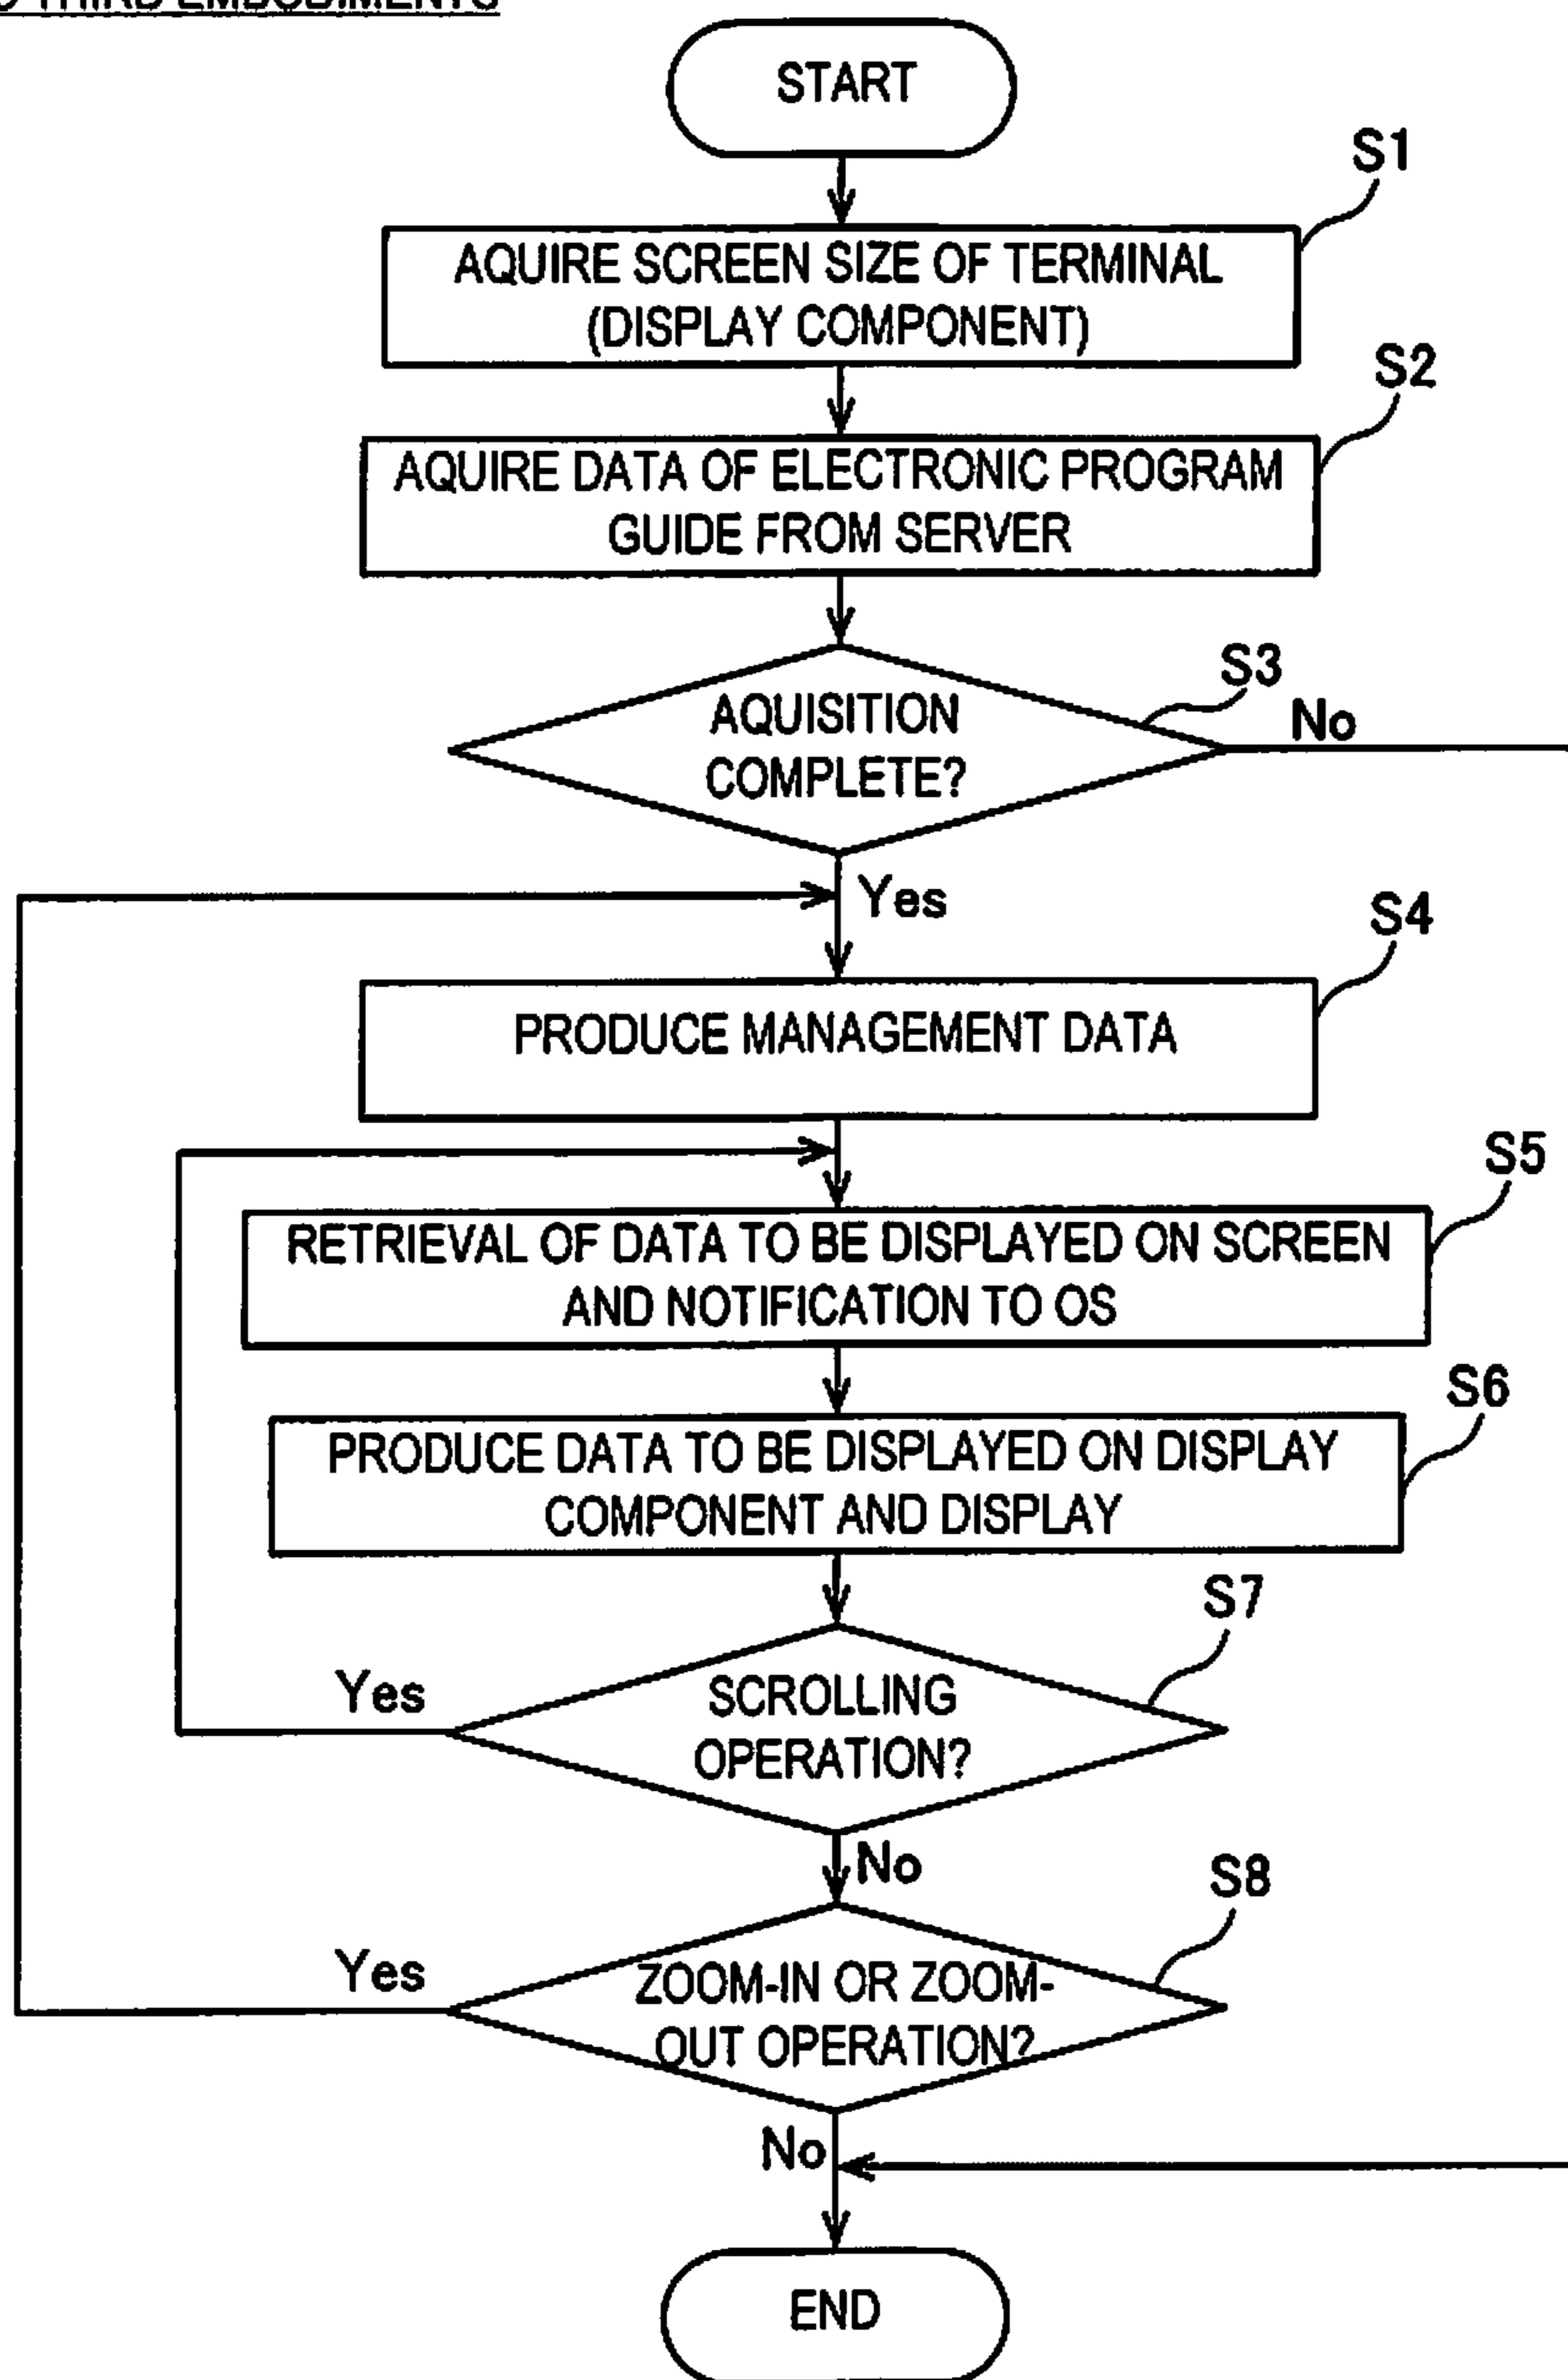 THIRD EMBODIMENTS
START
S1
AQUIRE SCREEN SIZE OF TERMINAL
(DISPLAY COMPONENT)
S2
AQUIRE DATA OF ELECTRONIC PROGRAM
GUIDE FROM SERVER
S3
AQUISITION
COMPLETE?
No
Yes
S4
PRODUCE MANAGEMENT DATA
S5
RETRIEVAL OF DATA TO BE DISPLAYED ON SCREEN
AND NOTIFICATION TO OS
S6
PRODUCE DATA TO BE DISPLAYED ON DISPLAY
COMPONENT AND DISPLAY
S7
SCROLLING
OPERATION?
Yes
No
S8
ZOOM-IN OR ZOOM-
OUT OPERATION?
Yes
No
END